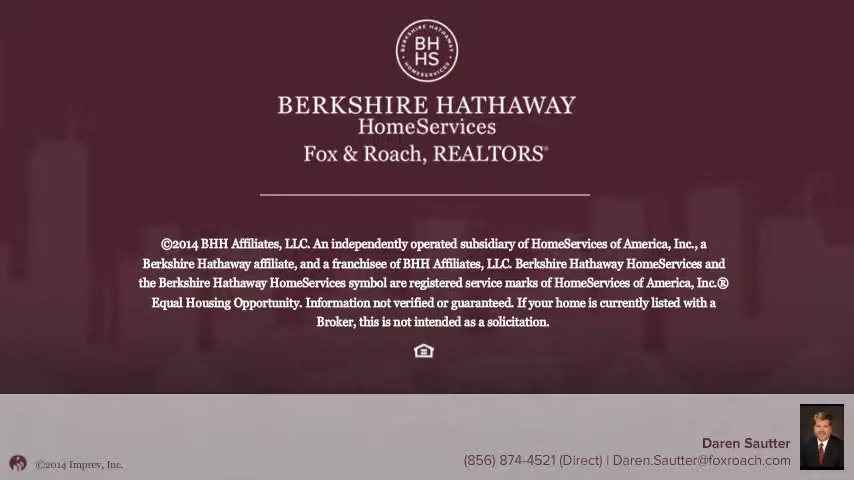 BERKSHIRE HATHAWAY
HOMESERVICES
BH
HS
BERKSHIRE HATHAWAY
HomeServices
Fox & Roach, REALTORS®
©2014 BHH Affiliates, LLC. An independently operated subsidiary of HomeServices of America, Inc., a
Berkshire Hathaway affiliate, and a franchisee of BHH Affiliates, LLC. Berkshire Hathaway HomeServices and
the Berkshire Hathaway HomeServices symbol are registered service marks of HomeServices of America, Inc.®
Equal Housing Opportunity. Information not verified or guaranteed. If your home is currently listed with a
Broker, this is not intended as a solicitation.
Daren Sautter
(856) 874-4521 (Direct) | Daren.Sautter@foxroach.com
©2014 Imprev, Inc.